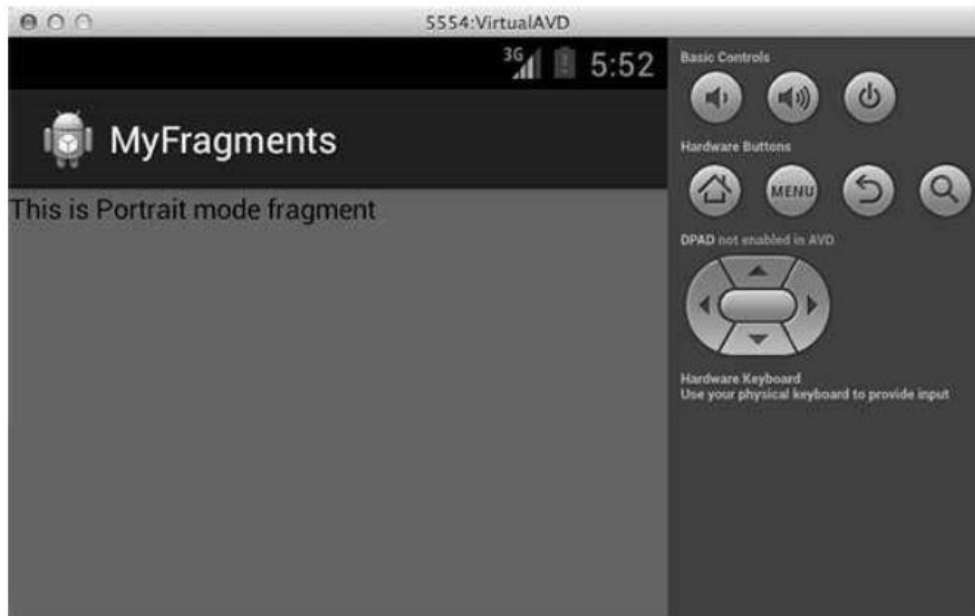 5554:VirtualAVD
3G
5:52
MyFragments
This is Portrait mode fragment
Basic Controls
Hardware Buttons
MENU
DPAD not enabled in AVD
Hardware Keyboard
Use your physical keyboard to provide input